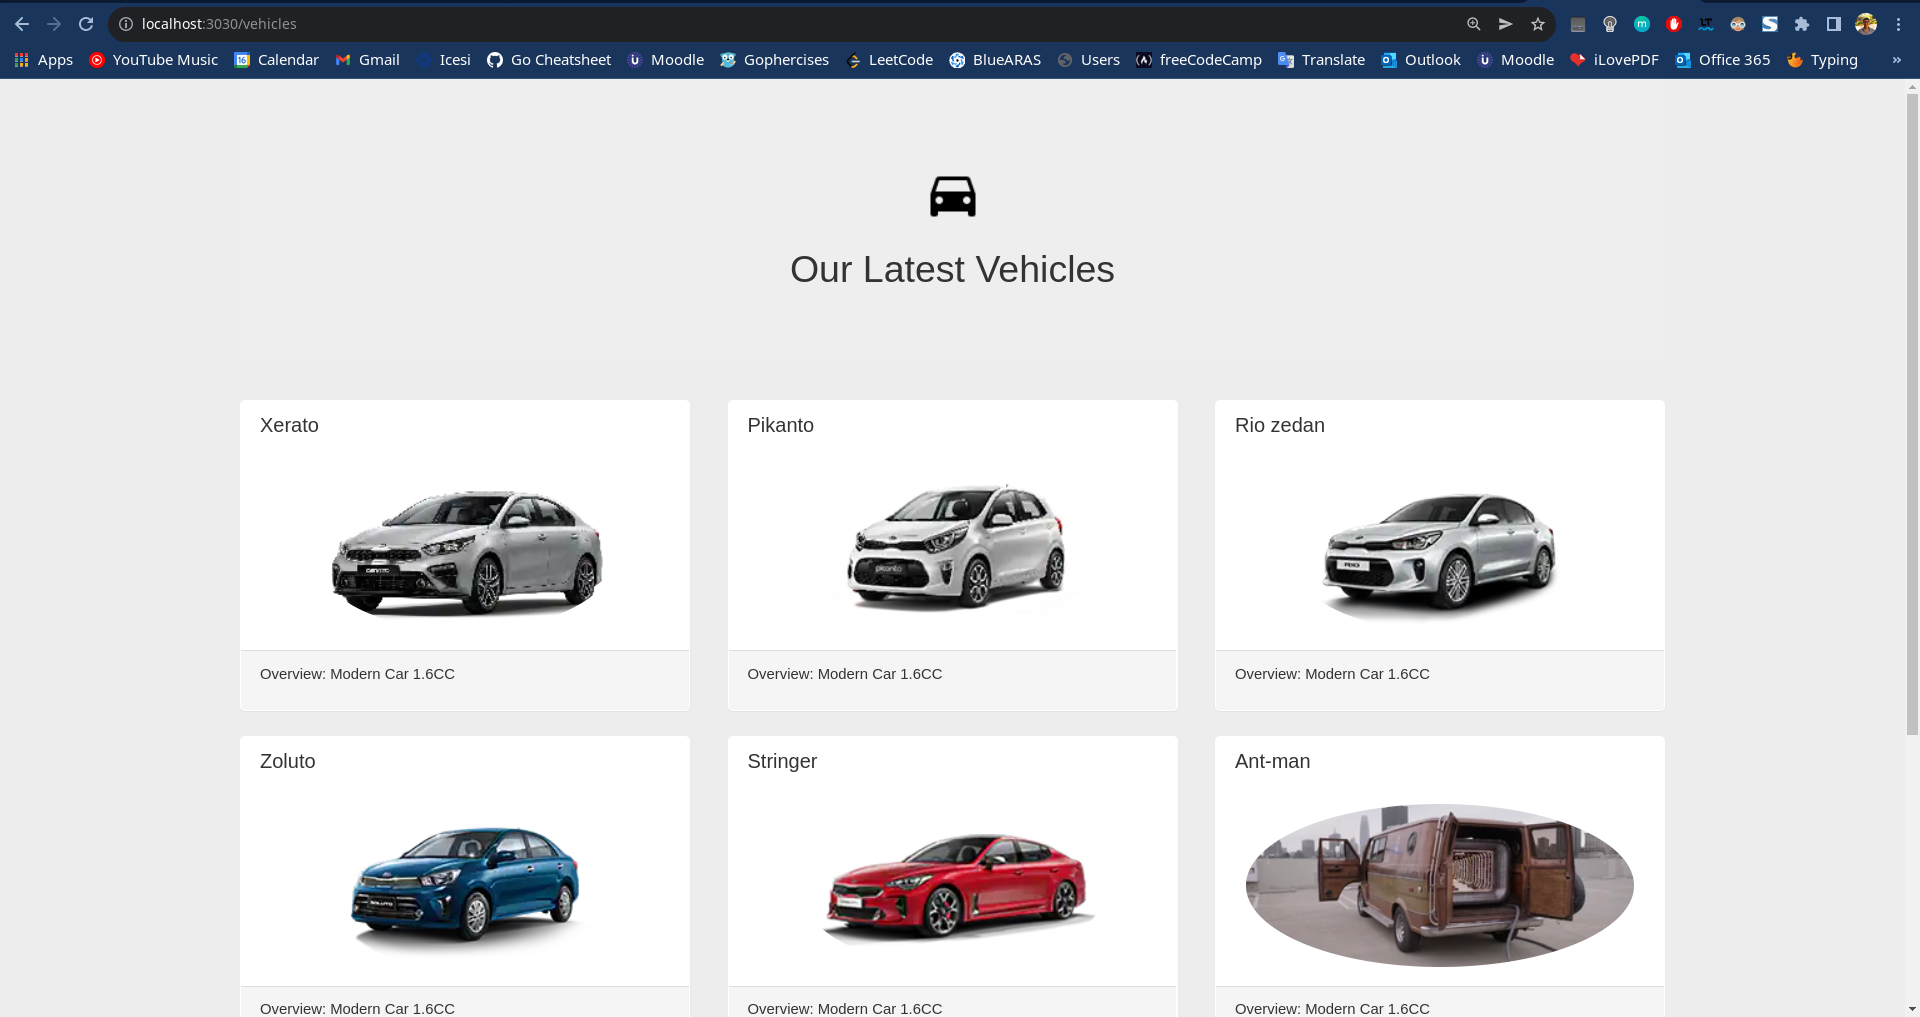 localhost:3030/vehicles
Apps YouTube Music Calendar Gmail Icesi Go Cheatsheet Moodle Gophercises LeetCode BlueARAS Users freeCodeCamp Translate Outlook Moodle iLovePDF Office 365 Typing »
Our Latest Vehicles
Xerato Pikanto Rio zedan
pikanto
Overview: Modern Car 1.6CC Overview: Modern Car 1.6CC Overview: Modern Car 1.6CC
Zoluto Stringer Ant-man
SOLUTO
Overview: Modern Car 1.6CC Overview: Modern Car 1.6CC Overview: Modern Car 1.6CC